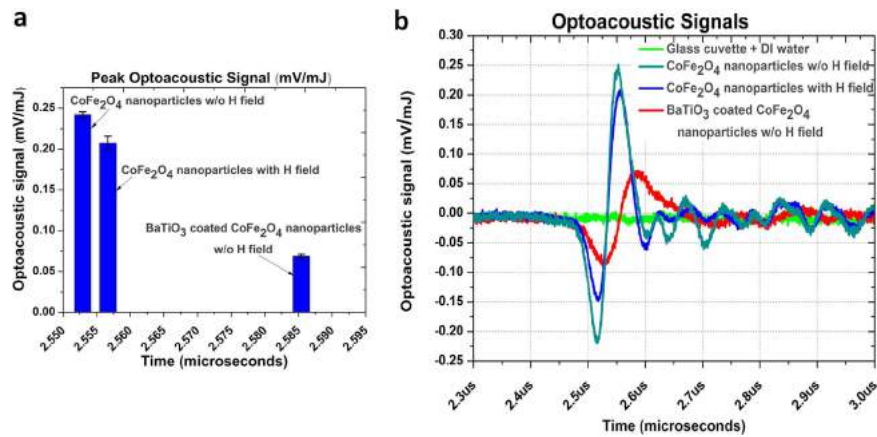 a
Peak Optoacoustic Signal (mV/mJ)
CoFe2O4 nanoparticles w/o H field
CoFe2O4 nanoparticles with H field
BaTiO3 coated CoFe2O4 nanoparticles
w/o H field
Optoacoustic signal (mV/mJ)
0.25
0.20
0.15
0.10
0.05
0.00
2.550
2.555
2.560
2.565
2.570
2.575
2.580
2.585
2.590
2.595
Time (microseconds)
b
Optoacoustic Signals
Glass cuvette + DI water
CoFe2O4 nanoparticles w/o H field
CoFe2O4 nanoparticles with H field
BaTiO3 coated CoFe2O4
nanoparticles w/o H field
Optoacoustic signal (mV/mJ)
0.30
0.25
0.20
0.15
0.10
0.05
0.00
-0.05
-0.10
-0.15
-0.20
-0.25
2.3us
2.4us
2.5us
2.6us
2.7us
2.8us
2.9us
3.0us
Time (microseconds)